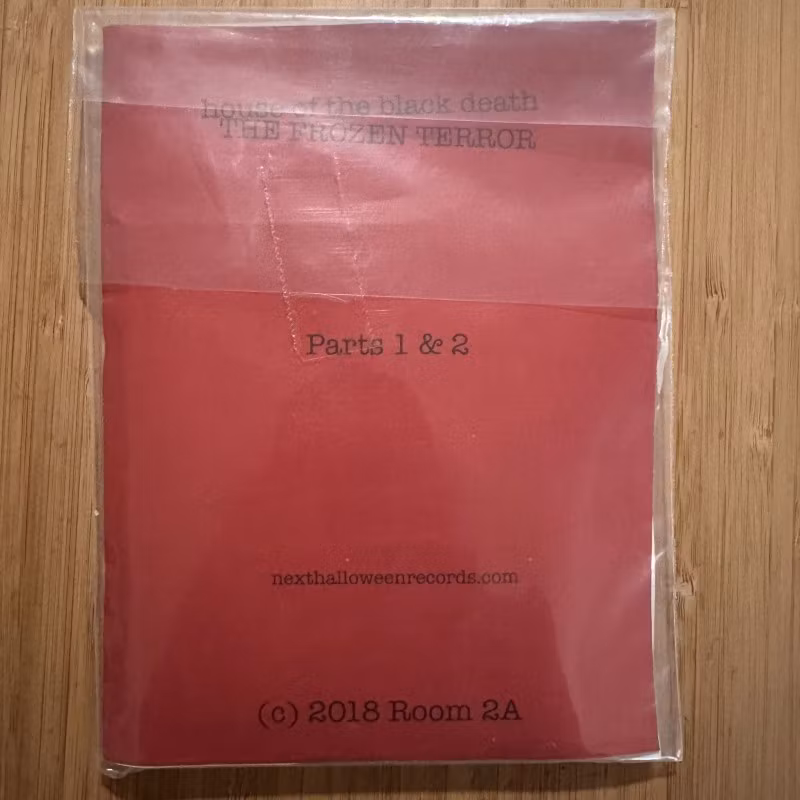 house of the black death
THE FROZEN TERROR
Parts 1 & 2
nexthalloweenrecords.com
(c) 2018 Room 2A